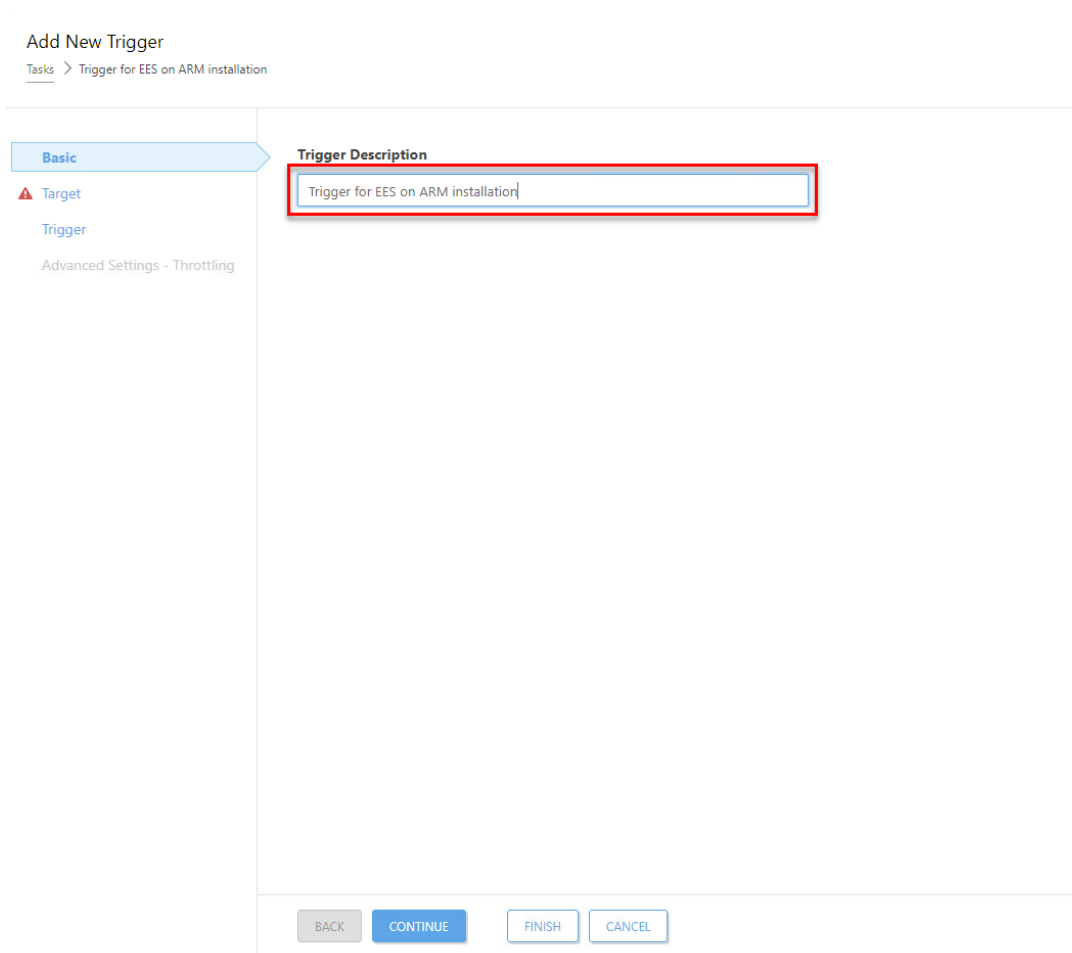 Add New Trigger
Tasks > Trigger for EES on ARM installation
Basic
Target
Trigger
Advanced Settings - Throttling
Trigger Description
Trigger for EES on ARM installation
BACK CONTINUE FINISH CANCEL